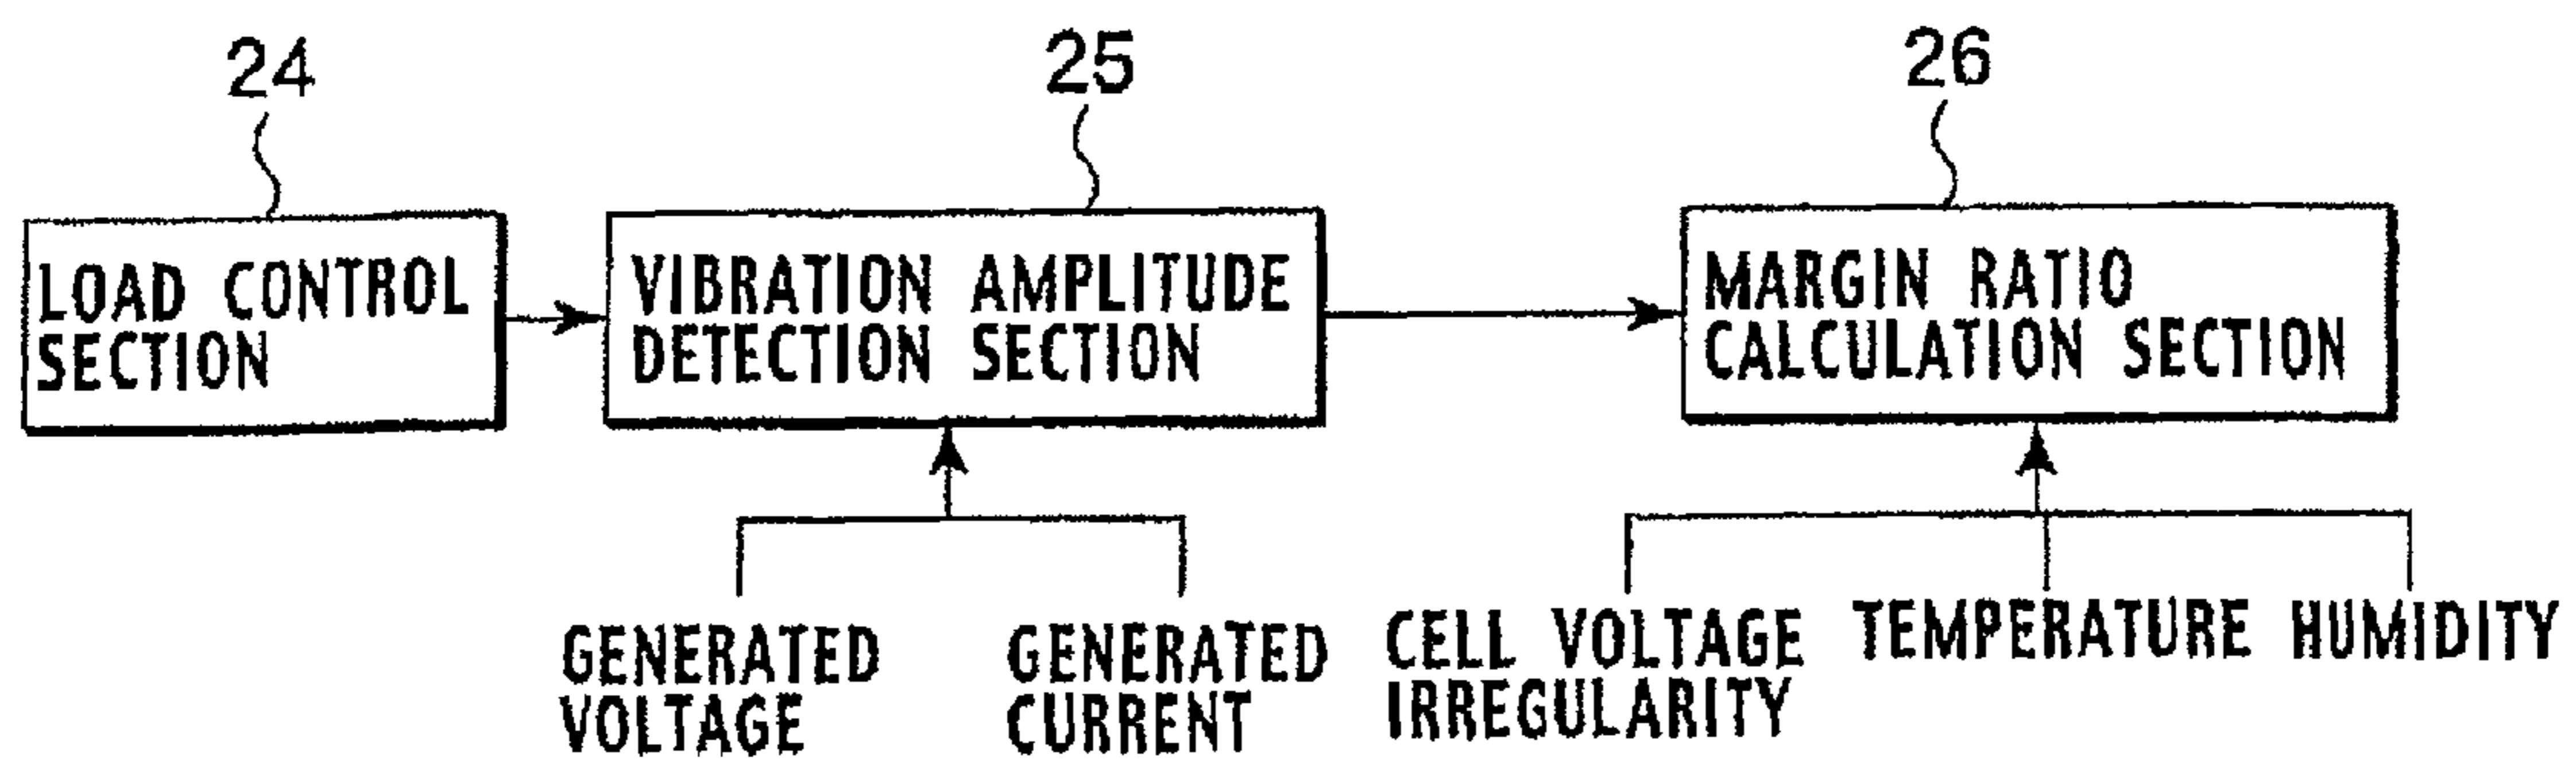 24
25
26
LOAD CONTROL
SECTION
VIBRATION AMPLITUDE
DETECTION SECTION
MARGIN RATIO
CALCULATION SECTION
GENERATED
VOLTAGE
GENERATED
CURRENT
CELL VOLTAGE
IRREGULARITY
TEMPERATURE
HUMIDITY